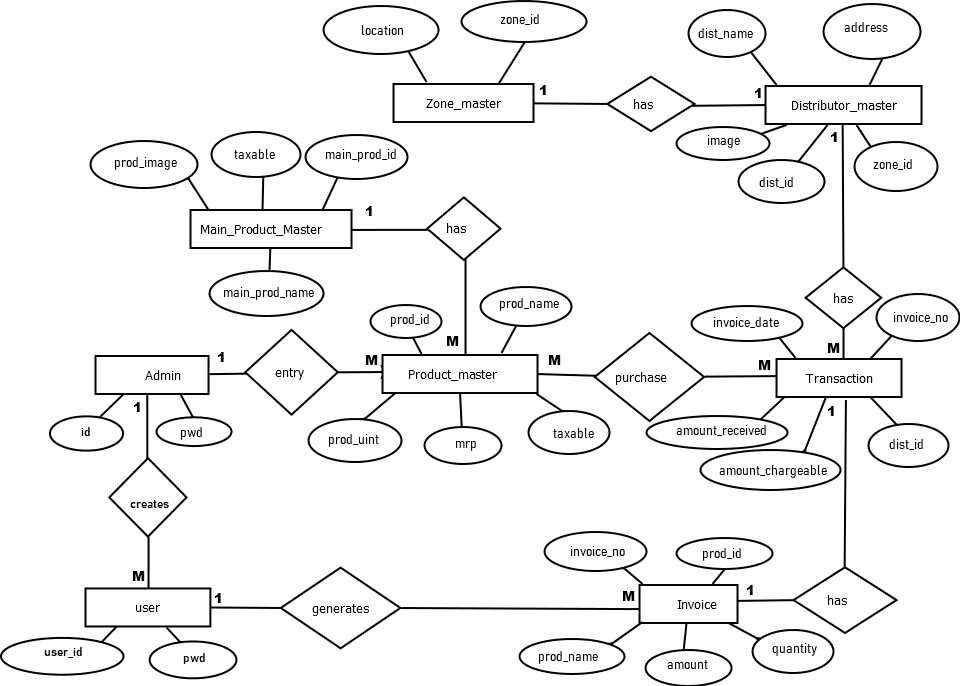 location
zone_id
dist_name
address
Zone_master
1
has
1
Distributor_master
image
1
dist_id
zone_id
prod_image
taxable
main_prod_id
Main_Product_Master
1
has
main_prod_name
has
prod_id
prod_name
invoice_date
invoice_no
M
M
Admin
1
entry
M
Product_master
M
purchase
M
Transaction
id
1
pwd
prod_uint
mrp
taxable
amount_received
1
amount_chargeable
dist_id
creates
invoice_no
prod_id
M
user
1
generates
M
Invoice
1
has
user_id
pwd
prod_name
amount
quantity